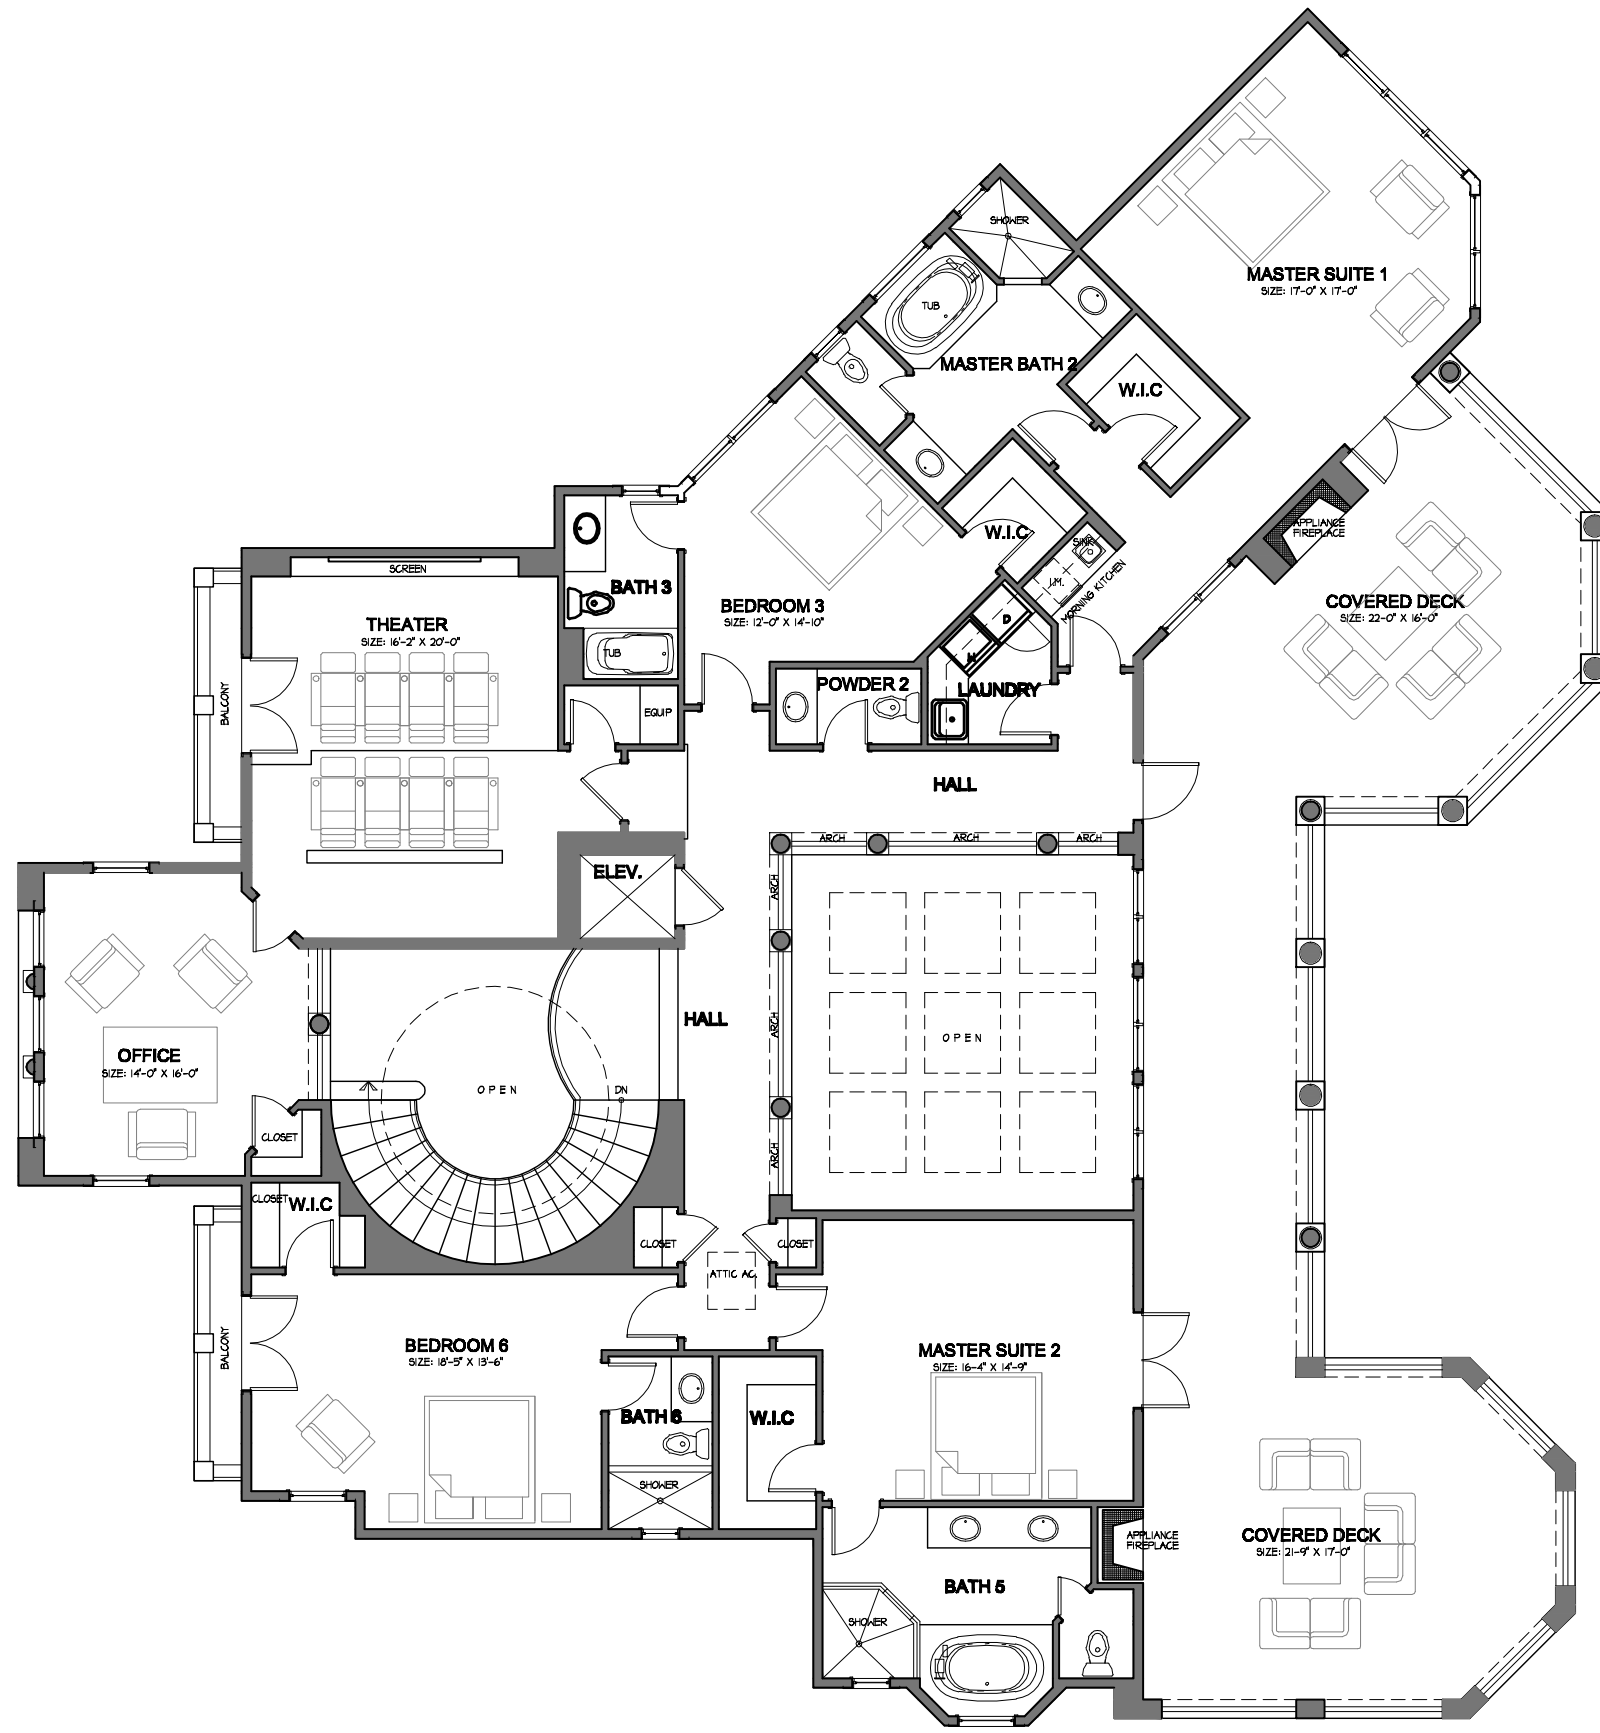 SHOWER
MASTER SUITE 1
SIZE: 17'-0" X 17'-0"
TUB
MASTER BATH 2
W.I.C
W.I.C
SINK
I.M.
MORNING KITCHEN
APPLIANCE
FIREPLACE
SCREEN
BATH 3
BEDROOM 3
SIZE: 12'-0" X 14'-10"
COVERED DECK
SIZE: 22'-0" X 16'-0"
THEATER
SIZE: 16'-2" X 20'-0"
TUB
D
W
BALCONY
EQUIP
POWDER 2
LAUNDRY
HALL
ARCH
ARCH
ARCH
ELEV.
ARCH
HALL
ARCH
OPEN
OFFICE
SIZE: 14'-0" X 16'-0"
OPEN
DN
CLOSET
ARCH
CLOSET
W.I.C
CLOSET
CLOSET
ATTIC AC
BALCONY
BEDROOM 6
SIZE: 18'-5" X 13'-6"
MASTER SUITE 2
SIZE: 16-4" X 14'-9"
BATH 6
W.I.C
SHOWER
APPLIANCE
FIREPLACE
COVERED DECK
SIZE: 21-9" X 17'-0"
BATH 5
SHOWER